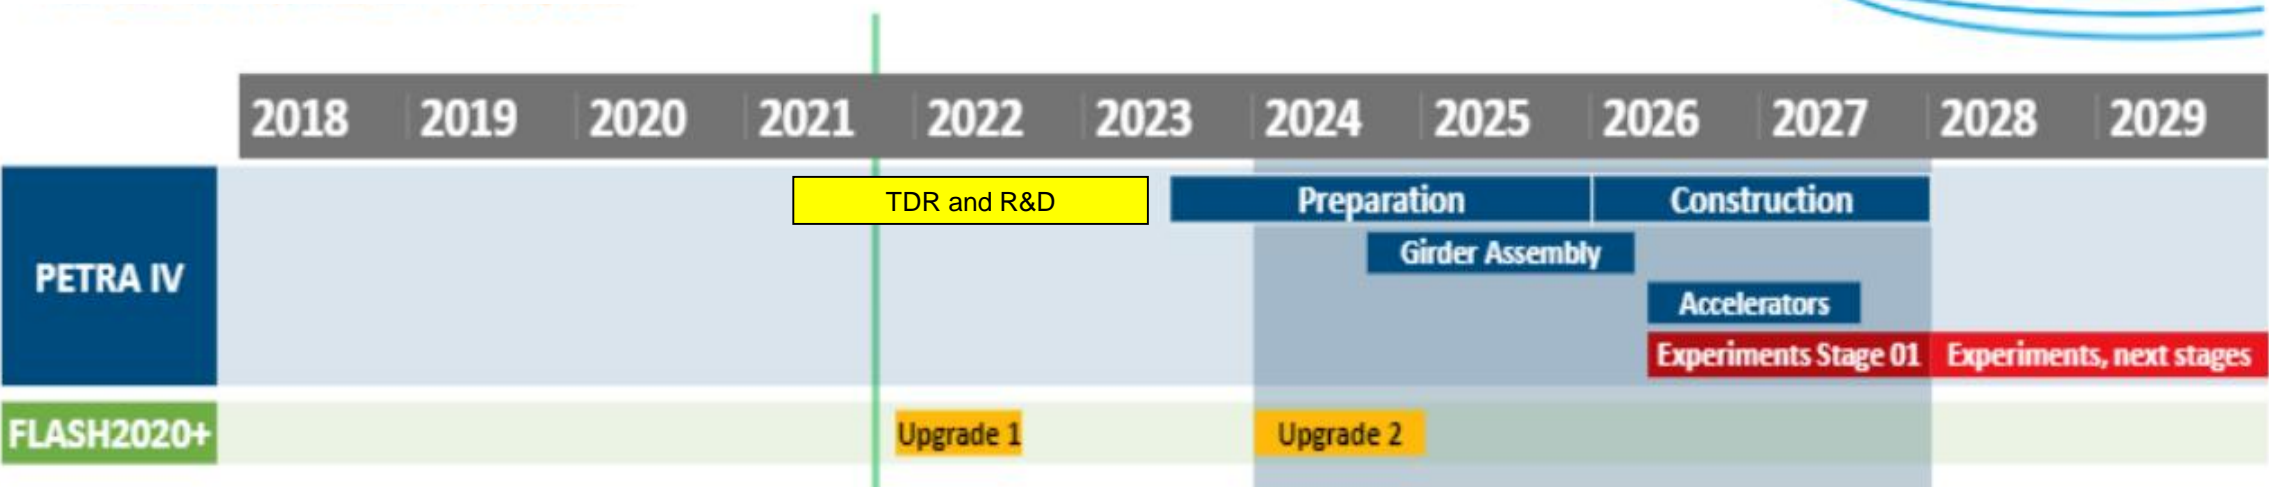 2018 2019 2020 2021 2022 2023 2024 2025 2026 2027 2028 2029
PETRA IV
TDR and R&D
Preparation
Construction
Girder Assembly
Accelerators
Experiments Stage 01
Experiments, next stages
FLASH2020+
Upgrade 1
Upgrade 2